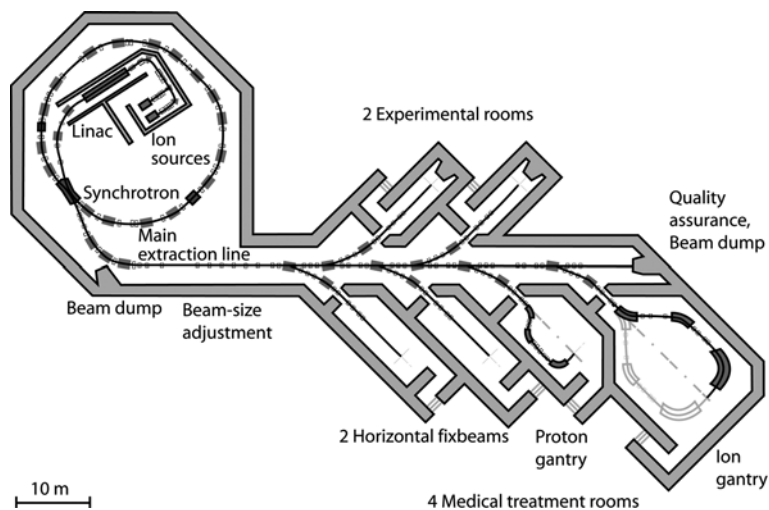 2 Experimental rooms
Linac
Ion
sources
Synchrotron
Quality
assurance,
Beam dump
Main
extraction line
Beam dump
Beam-size
adjustment
2 Horizontal fixbeams
Proton
gantry
Ion
gantry
10 m
4 Medical treatment rooms